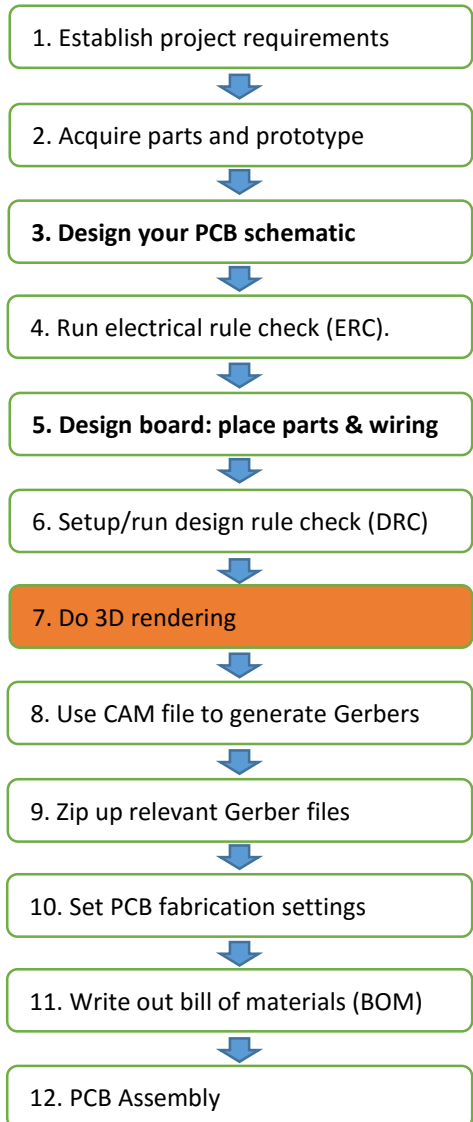 1. Establish project requirements
2. Acquire parts and prototype
3. Design your PCB schematic
4. Run electrical rule check (ERC).
5. Design board: place parts & wiring
6. Setup/run design rule check (DRC)
7. Do 3D rendering
8. Use CAM file to generate Gerbers
9. Zip up relevant Gerber files
10. Set PCB fabrication settings
11. Write out bill of materials (BOM)
12. PCB Assembly